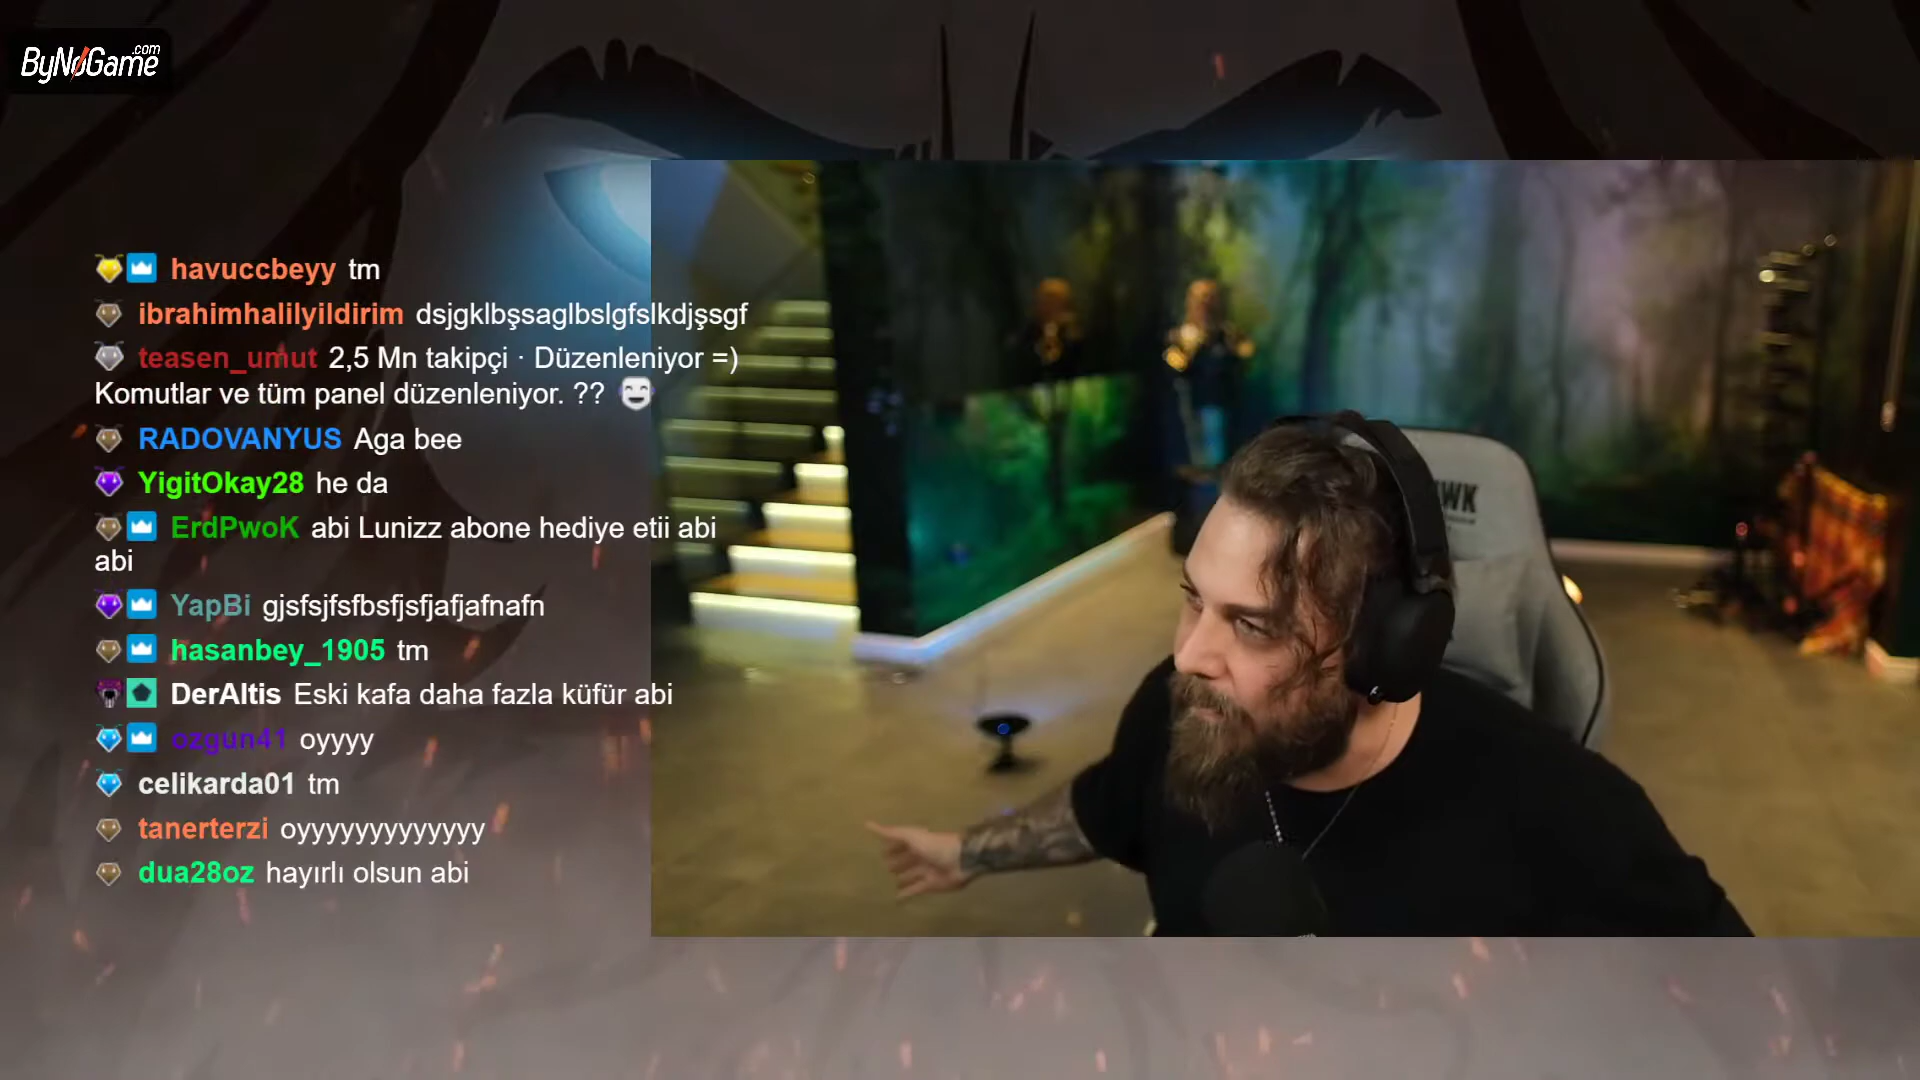 ByNoGame.com
havuccbeyy tm
ibrahimhalilyildirim dsjgklbşsaglbslgfslkdjşsgf
teasen_umut 2,5 Mn takipçi · Düzenleniyor =)
Komutlar ve tüm panel düzenleniyor. ??
RADOVANYUS Aga bee
YigitOkay28 he da
ErdPwoK abi Lunizz abone hediye etii abi
abi
YapBi gjsfsjfsfbsfjsfjafjafnafn
hasanbey_1905 tm
DerAltis Eski kafa daha fazla küfür abi
ozgun41 oyyyy
celikarda01 tm
tanerterzi oyyyyyyyyyyyyy
dua28oz hayırlı olsun abi